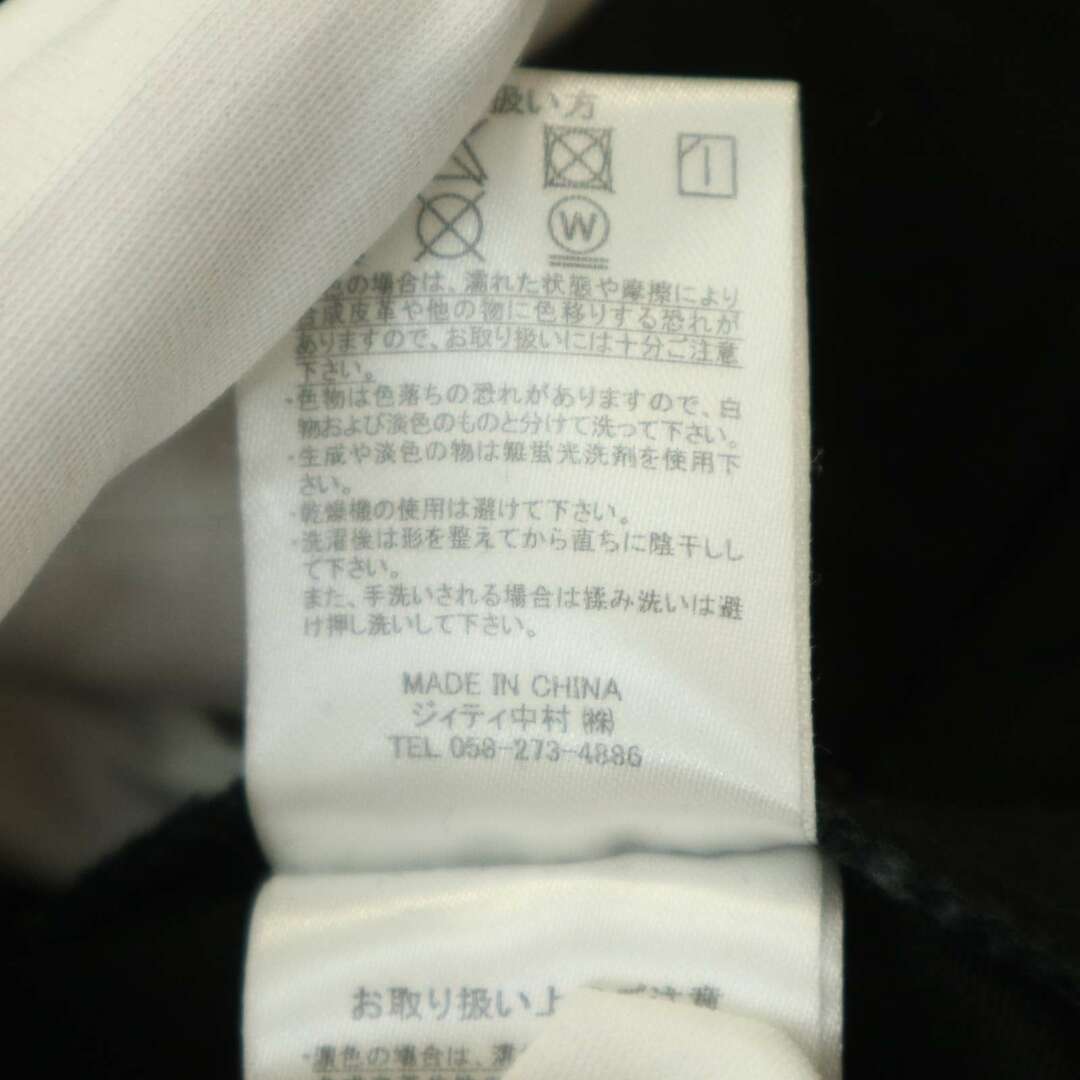 扱い方
W
色の場合は、濡れた状態や摩擦により
合成皮革や他の物に色移りする恐れが
ありますので、お取り扱いには十分ご注意
下さい。
・色物は色落ちの恐れがありますので、白
物および淡色のものと分けて洗って下さい。
・生成や淡色の物は無蛍光洗剤を使用下
さい。
・乾燥機の使用は避けて下さい。
・洗濯後は形を整えてから直ちに陰干しし
て下さい。
また、手洗いされる場合は揉み洗いは避
け押し洗いして下さい。
MADE IN CHINA
ジィティ中村㈱
TEL 058-273-4886
お取り扱い上のご注意
・濃色の場合は、濡